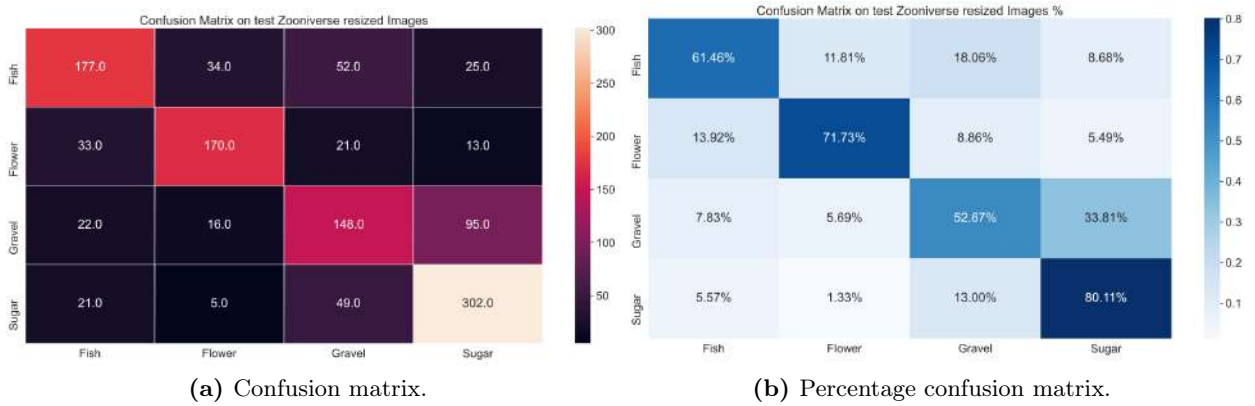 Confusion Matrix on test Zooniverse resized Images
Fish 177.0 34.0 52.0 25.0
Flower 33.0 170.0 21.0 13.0
Gravel 22.0 16.0 148.0 95.0
Sugar 21.0 5.0 49.0 302.0
Fish Flower Gravel Sugar
300
250
200
150
100
50
(a) Confusion matrix.
Confusion Matrix on test Zooniverse resized Images %
Fish 61.46% 11.81% 18.06% 8.68%
Flower 13.92% 71.73% 8.86% 5.49%
Gravel 7.83% 5.69% 52.67% 33.81%
Sugar 5.57% 1.33% 13.00% 80.11%
Fish Flower Gravel Sugar
0.8
0.7
0.6
0.5
0.4
0.3
0.2
0.1
(b) Percentage confusion matrix.